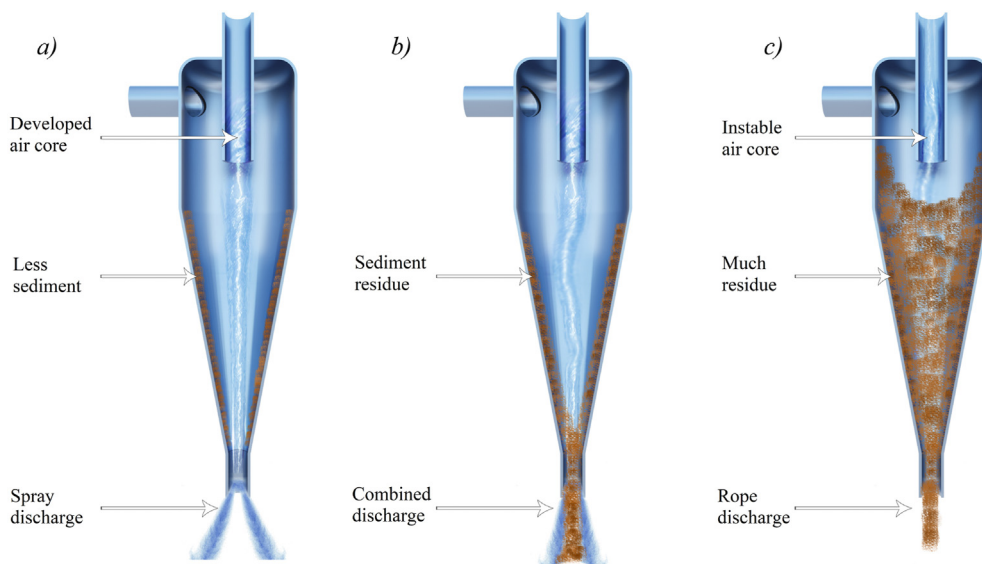 a)
Developed
air core
Less
sediment
Spray
discharge
b)
Sediment
residue
Combined
discharge
c)
Instable
air core
Much
residue
Rope
discharge